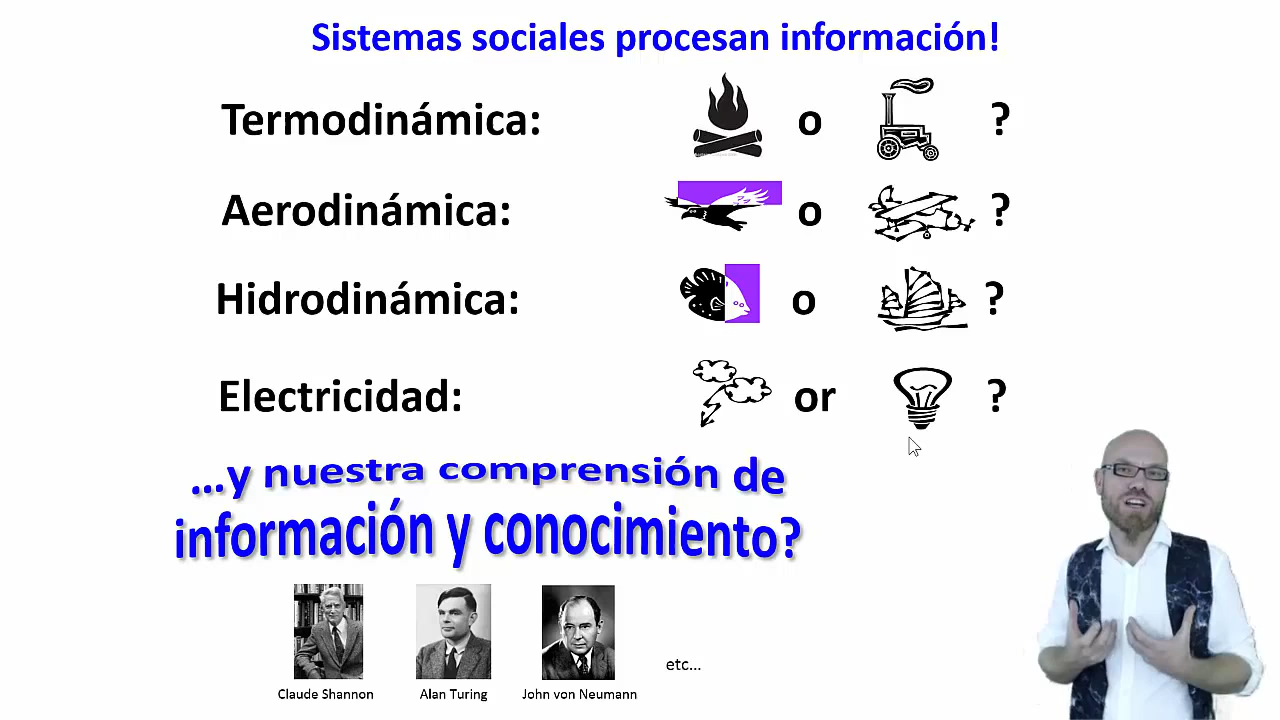 Sistemas sociales procesan información!
Termodinámica: o ?
Aerodinámica: o ?
Hidrodinámica: o ?
Electricidad: or ?
...y nuestra comprensión de
información y conocimiento?
etc...
Claude Shannon Alan Turing John von Neumann